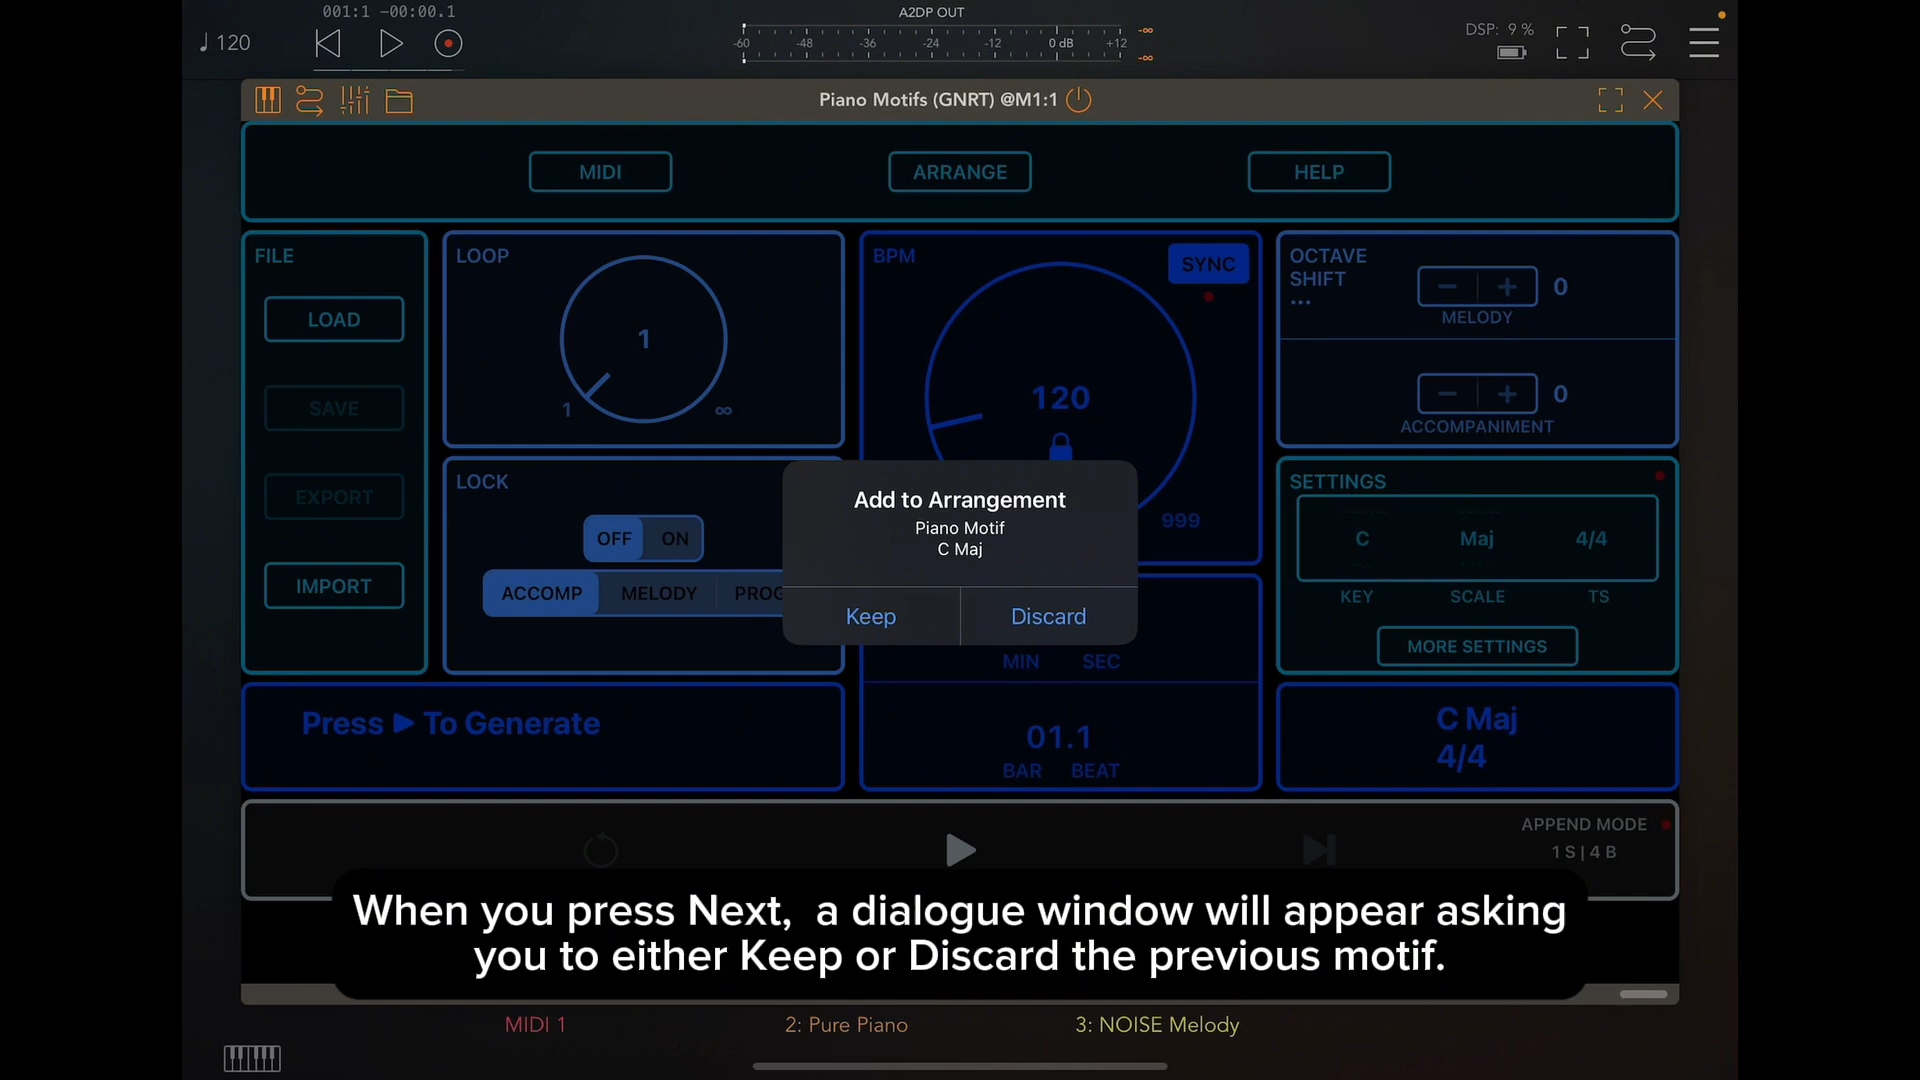 001:1 -00:00.1
♩120
A2DP OUT
-60 -48 -36 -24 -12 0 dB +12
-∞
-∞
DSP: 9 %
Piano Motifs (GNRT) @M1:1
MIDI
ARRANGE
HELP
FILE
LOAD
SAVE
EXPORT
IMPORT
LOOP
1
1
∞
LOCK
OFF
ON
ACCOMP
MELODY
PROG
BPM
SYNC
120
999
OCTAVE
SHIFT
...
− + 0
MELODY
− + 0
ACCOMPANIMENT
SETTINGS
C Maj 4/4
KEY SCALE TS
MORE SETTINGS
Add to Arrangement
Piano Motif
C Maj
Keep
Discard
MIN SEC
Press ▶ To Generate
01.1
BAR BEAT
C Maj
4/4
APPEND MODE
1 S | 4 B
When you press Next,  a dialogue window will appear asking
you to either Keep or Discard the previous motif.
MIDI 1
2: Pure Piano
3: NOISE Melody